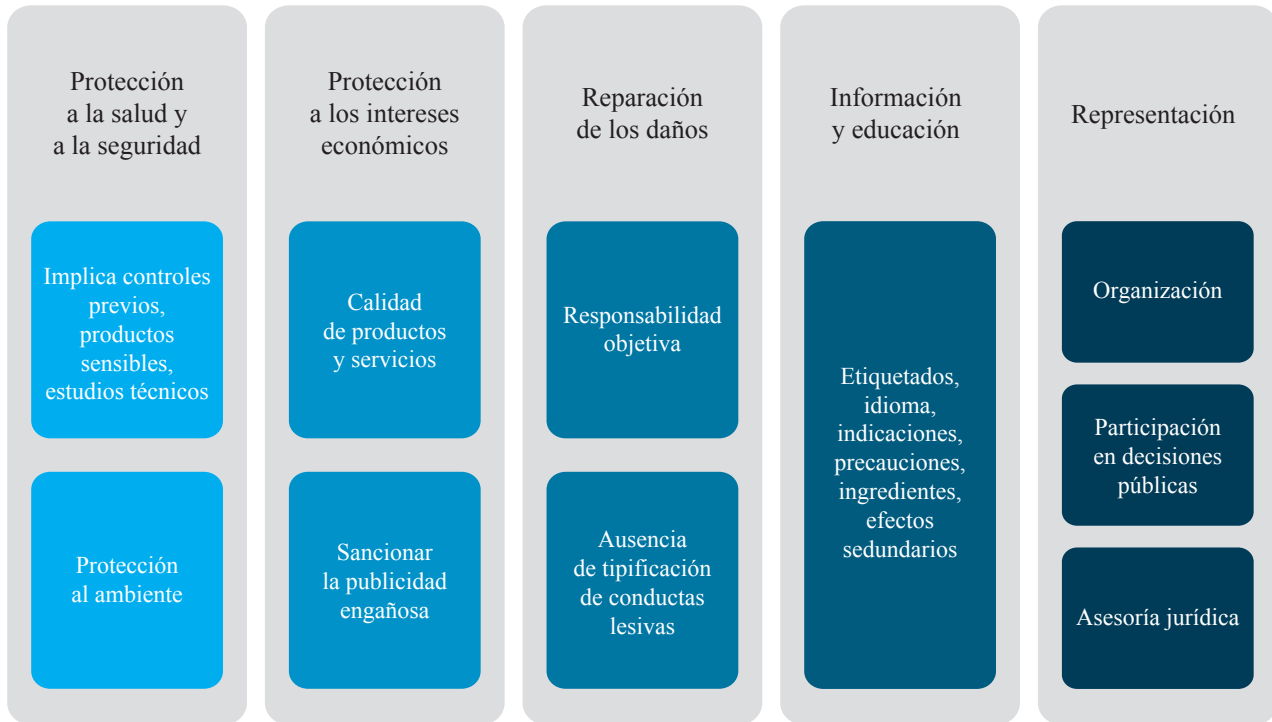 Protección
a la salud y
a la seguridad
Implica controles
previos,
productos
sensibles,
estudios técnicos
Protección
al ambiente
Protección
a los intereses
económicos
Calidad
de productos
y servicios
Sancionar
la publicidad
engañosa
Reparación
de los daños
Responsabilidad
objetiva
Ausencia
de tipificación
de conductas
lesivas
Información
y educación
Etiquetados,
idioma,
indicaciones,
precauciones,
ingredientes,
efectos
sedundarios
Representación
Organización
Participación
en decisiones
públicas
Asesoría jurídica